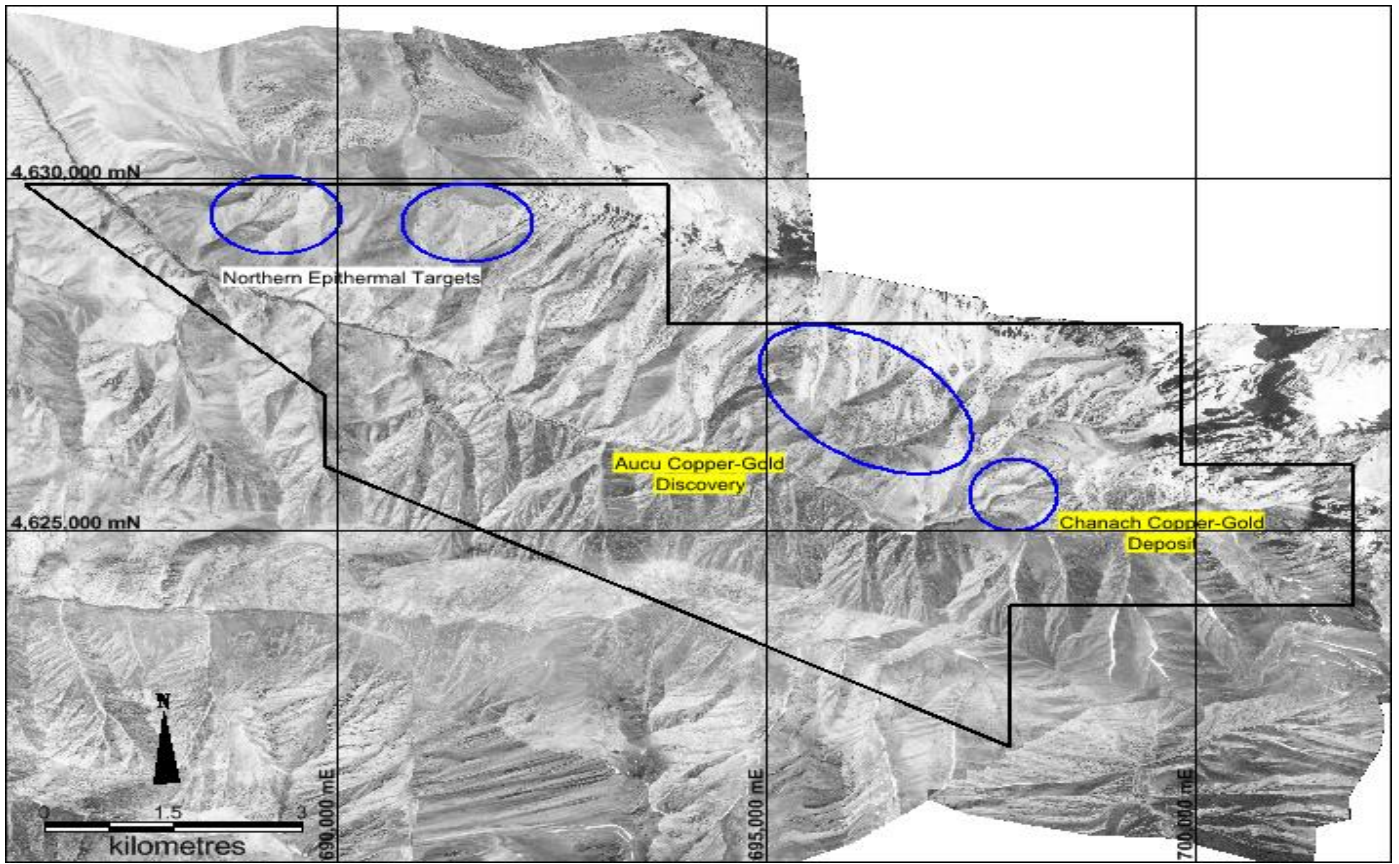 4,630,000 mN
Northern Epithermal Targets
Aucu Copper-Gold
Discovery
4,625,000 mN
Chanach Copper-Gold
Deposit
N
690,000 mE
695,000 mE
700,000 mE
0 1.5 3
kilometres